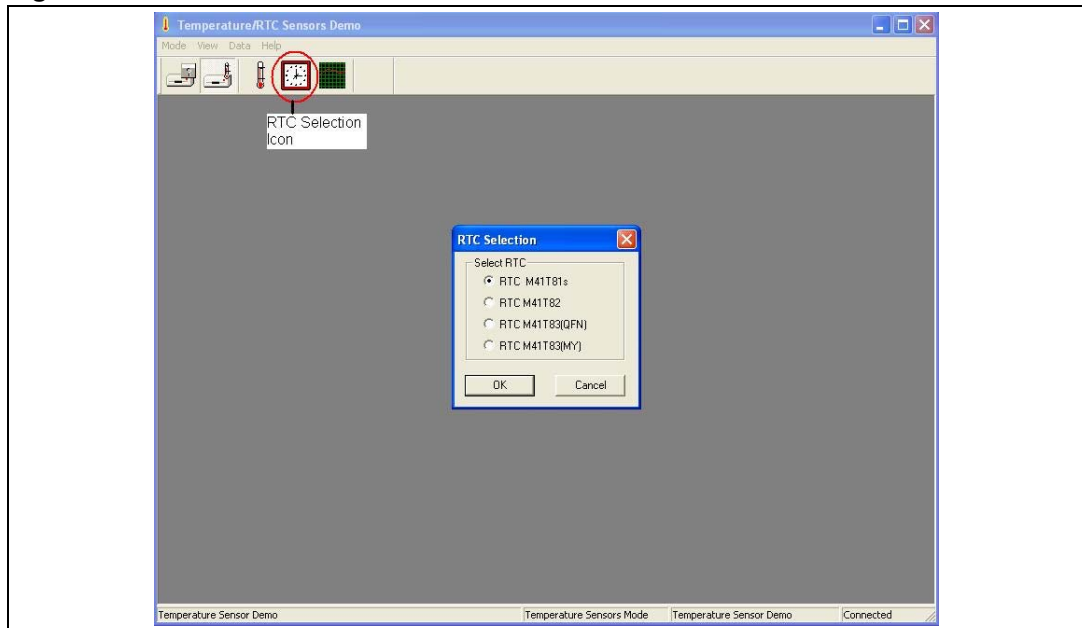 Temperature/RTC Sensors Demo
Mode View Data Help
RTC Selection
Icon
RTC Selection
Select RTC
RTC M41T81s
RTC M41T82
RTC M41T83(QFN)
RTC M41T83(MY)
OK Cancel
Temperature Sensor Demo Temperature Sensors Mode Temperature Sensor Demo Connected